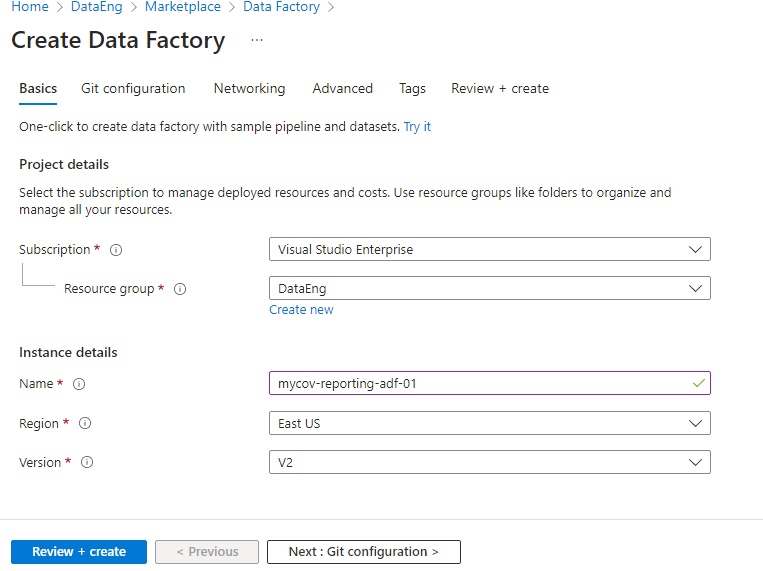 Home > DataEng > Marketplace > Data Factory >
Create Data Factory ...
Basics Git configuration Networking Advanced Tags Review + create
One-click to create data factory with sample pipeline and datasets. Try it
Project details
Select the subscription to manage deployed resources and costs. Use resource groups like folders to organize and
manage all your resources.
Subscription * Visual Studio Enterprise
Resource group * DataEng
Create new
Instance details
Name * mycov-reporting-adf-01
Region * East US
Version * V2
Review + create < Previous Next : Git configuration >